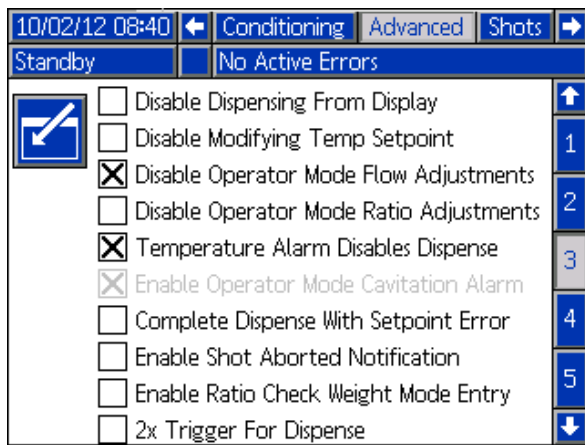 10/02/12 08:40 Conditioning Advanced Shots
Standby No Active Errors
Disable Dispensing From Display
Disable Modifying Temp Setpoint
Disable Operator Mode Flow Adjustments
Disable Operator Mode Ratio Adjustments
Temperature Alarm Disables Dispense
Enable Operator Mode Cavitation Alarm
Complete Dispense With Setpoint Error
Enable Shot Aborted Notification
Enable Ratio Check Weight Mode Entry
2x Trigger For Dispense
1
2
3
4
5